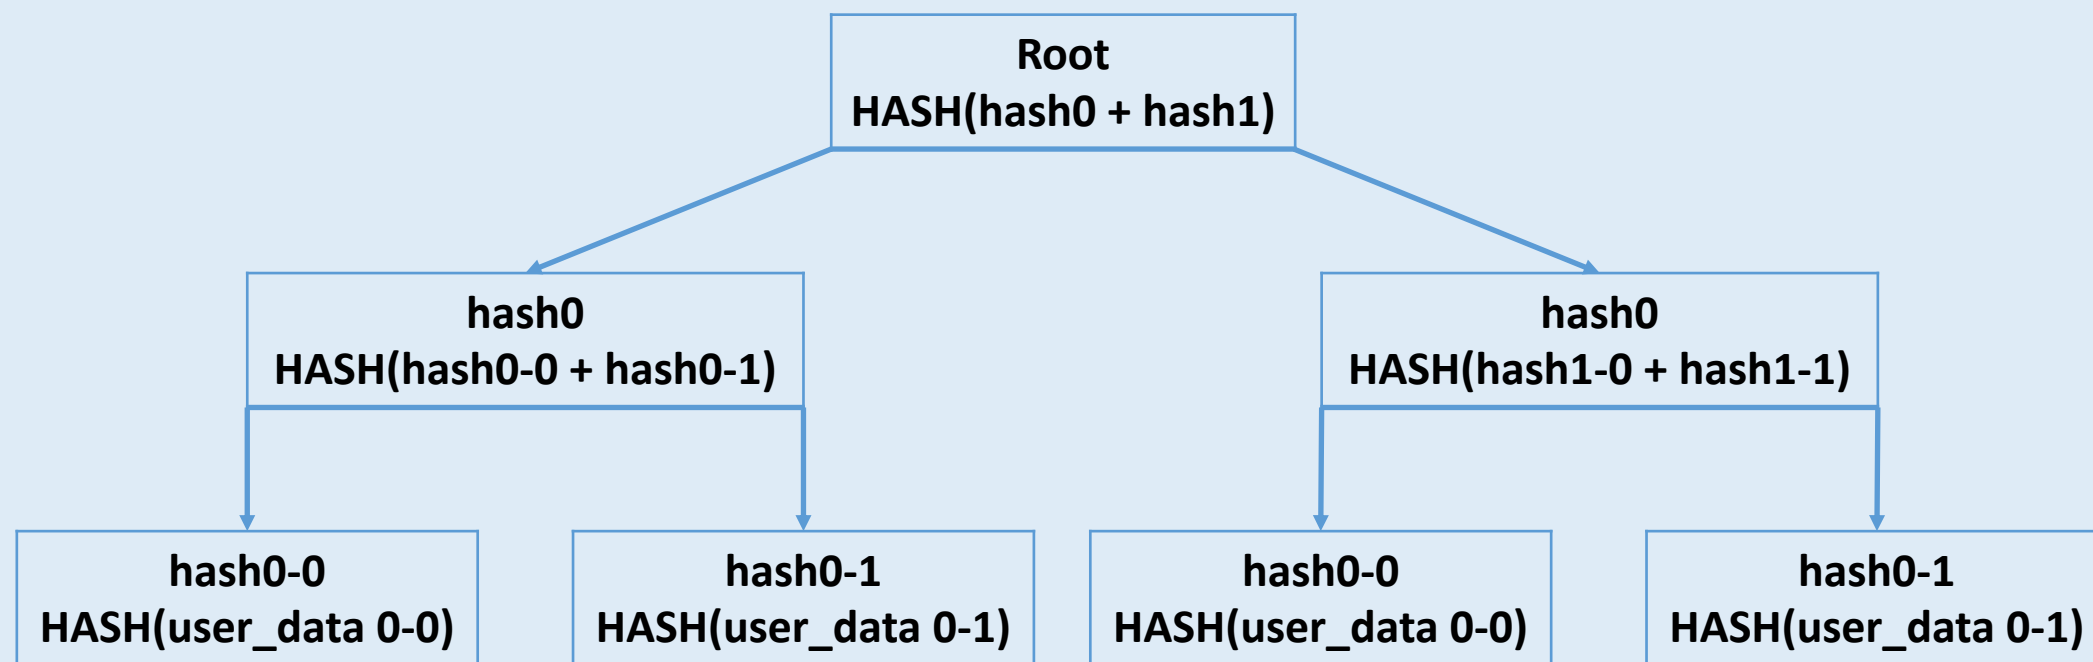 Root
HASH(hash0 + hash1)
hash0
HASH(hash0-0 + hash0-1)
hash0
HASH(hash1-0 + hash1-1)
hash0-0
HASH(user_data 0-0)
hash0-1
HASH(user_data 0-1)
hash0-0
HASH(user_data 0-0)
hash0-1
HASH(user_data 0-1)